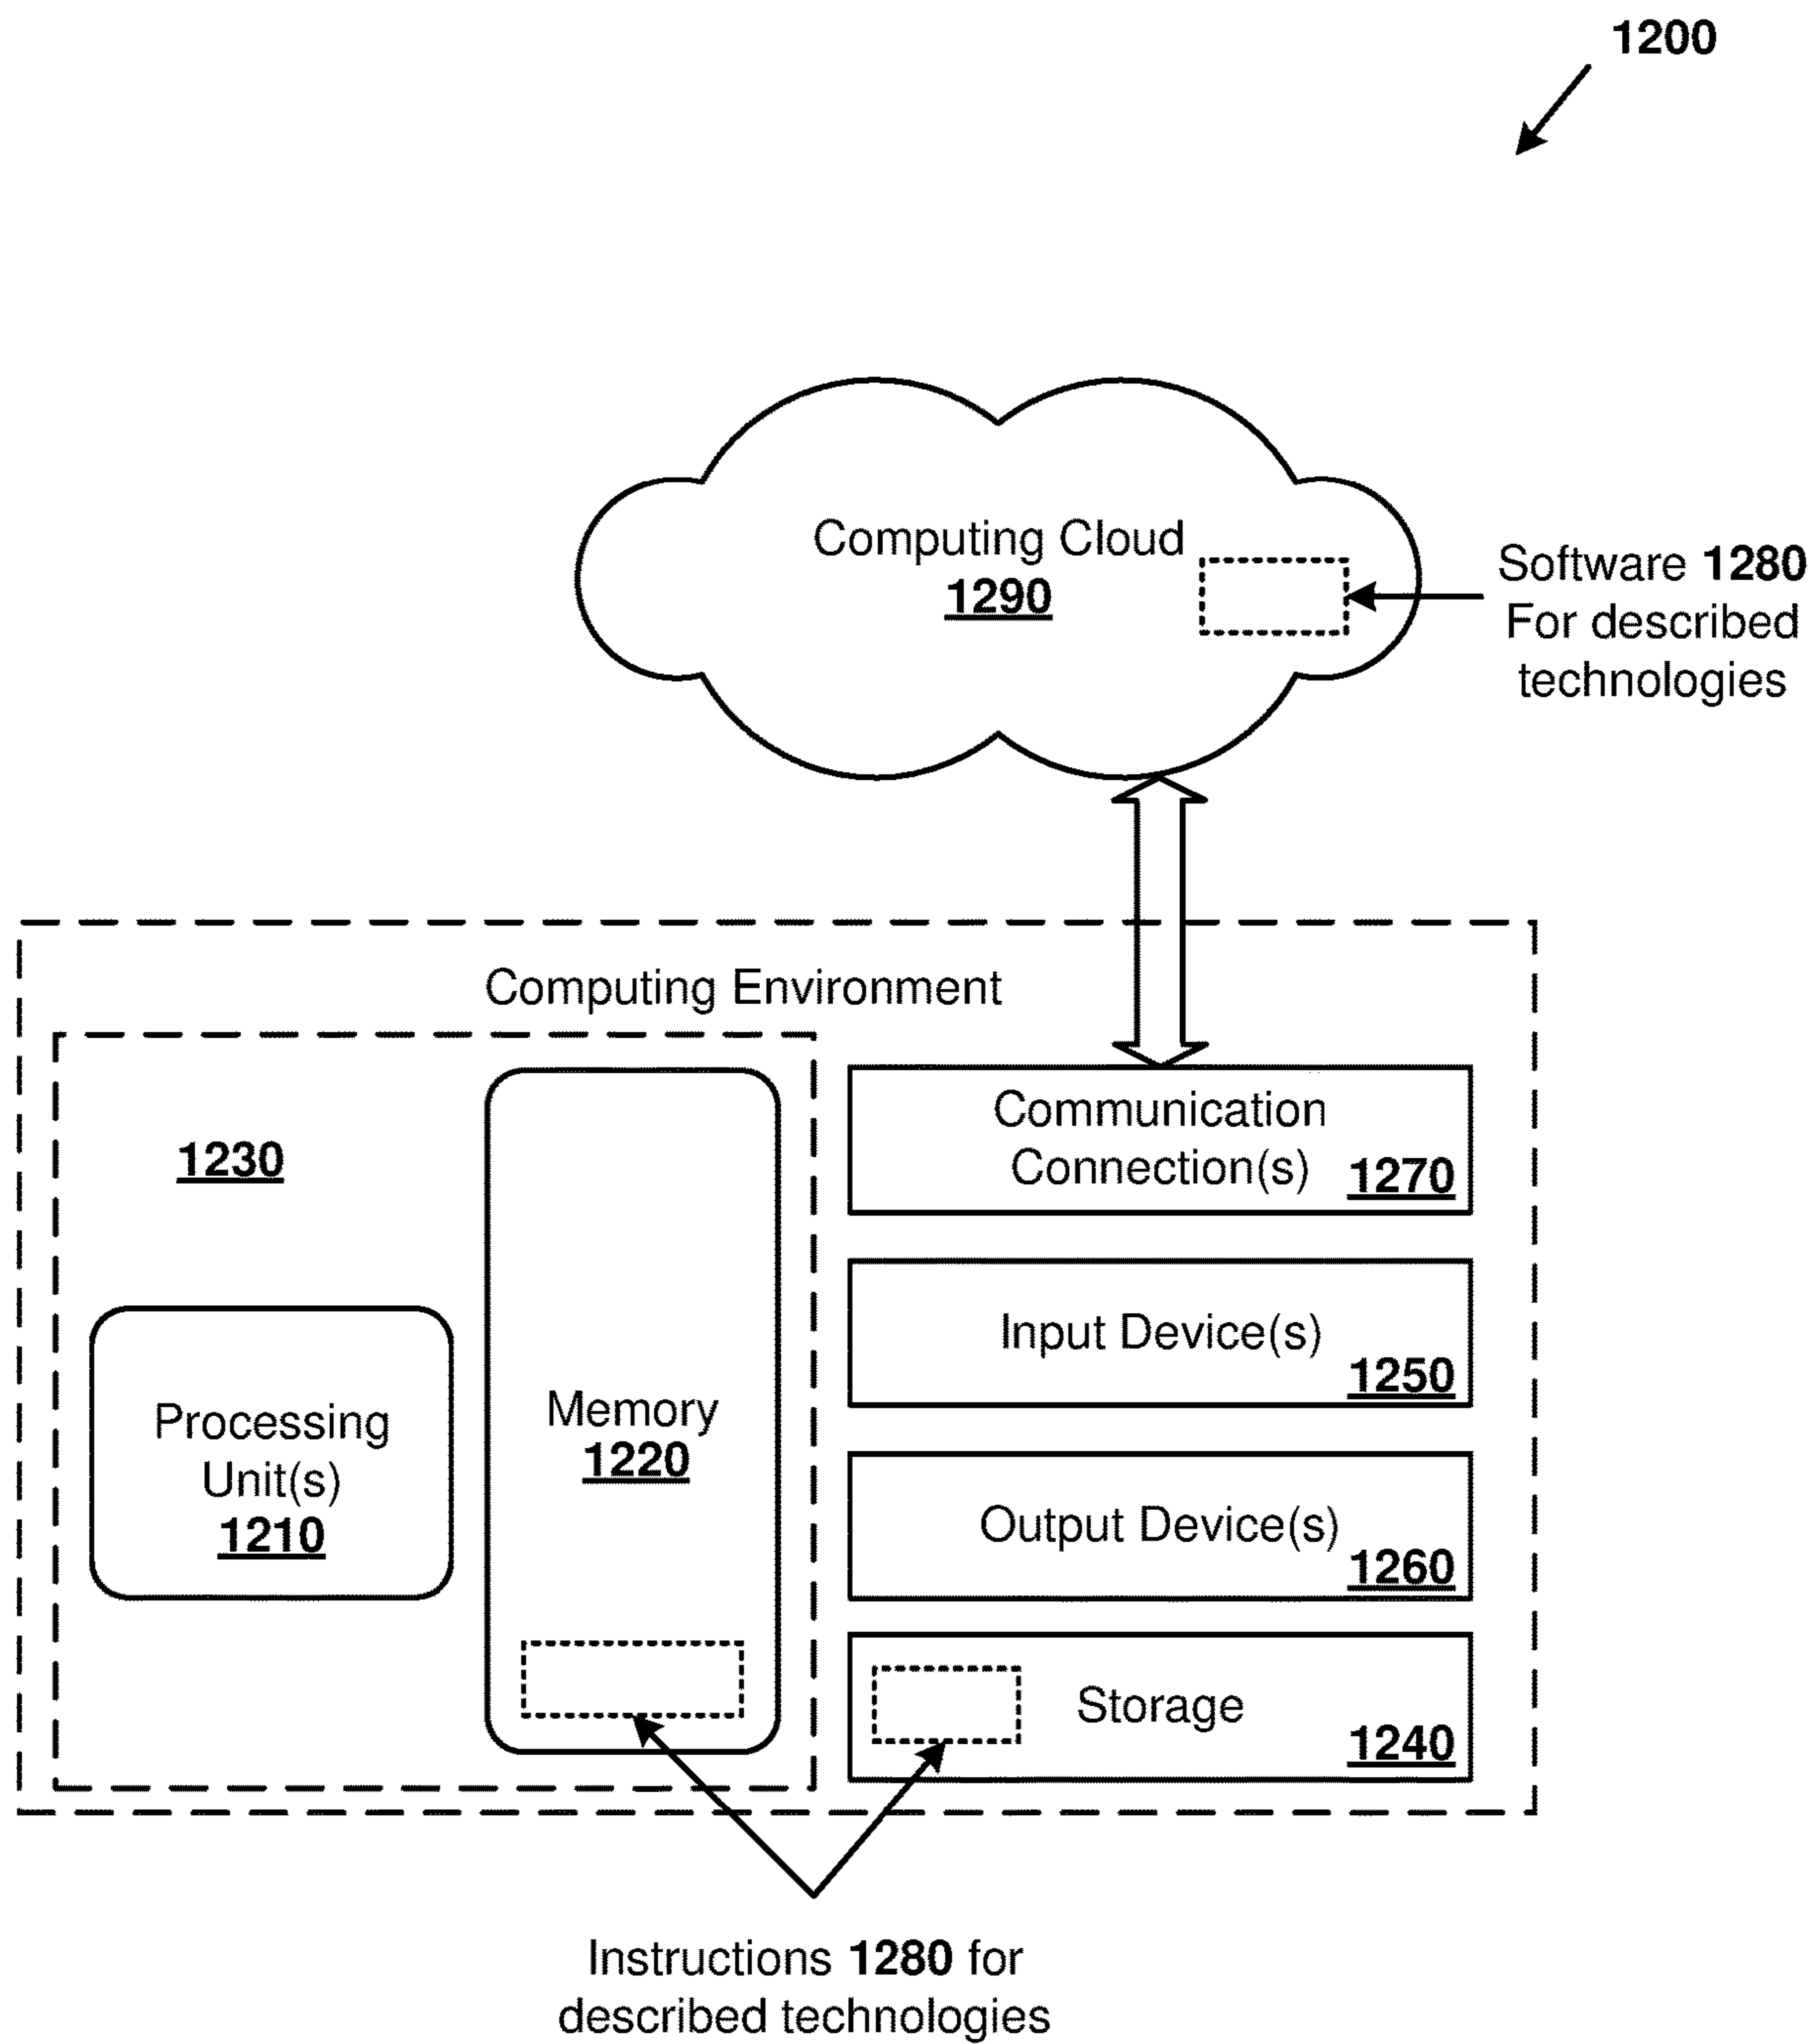 1200
Computing Cloud
1290
Software 1280
For described
technologies
Computing Environment
1230
Processing
Unit(s)
1210
Memory
1220
Communication
Connection(s) 1270
Input Device(s)
1250
Output Device(s)
1260
Storage
1240
Instructions 1280 for
described technologies